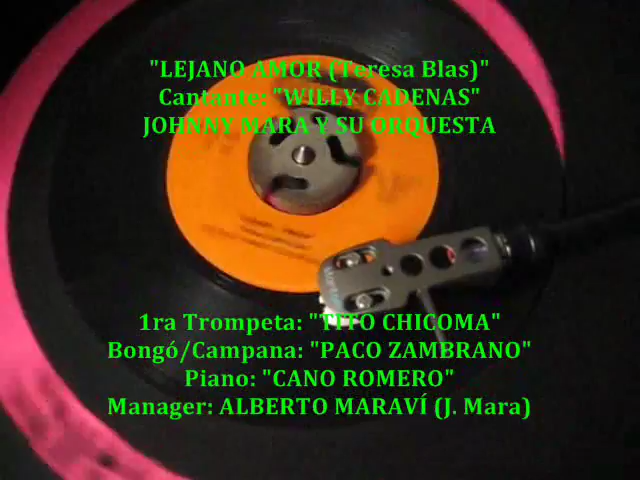 "LEJANO AMOR (Teresa Blas)"
Cantante: "WILLY CADENAS"
JOHNNY MARA Y SU ORQUESTA
1ra Trompeta: "TITO CHICOMA"
Bongó/Campana: "PACO ZAMBRANO"
Piano: "CANO ROMERO"
Manager: ALBERTO MARAVÍ (J. Mara)